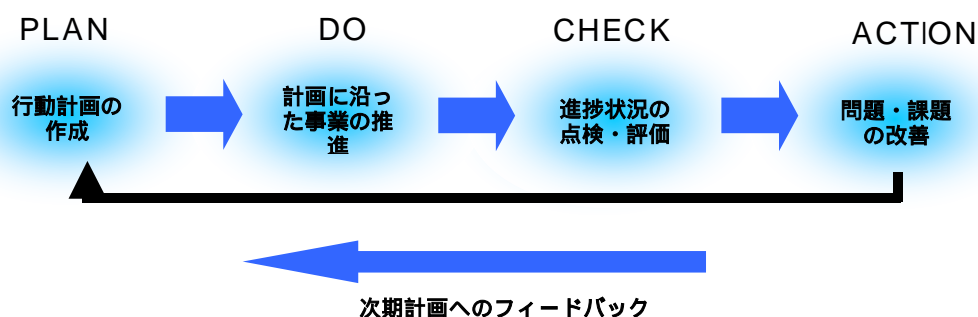 PLAN
DO
CHECK
ACTION
行動計画の
作成
計画に沿っ
た事業の推
進
進捗状況の
点検・評価
問題・課題
の改善
次期計画へのフィードバック